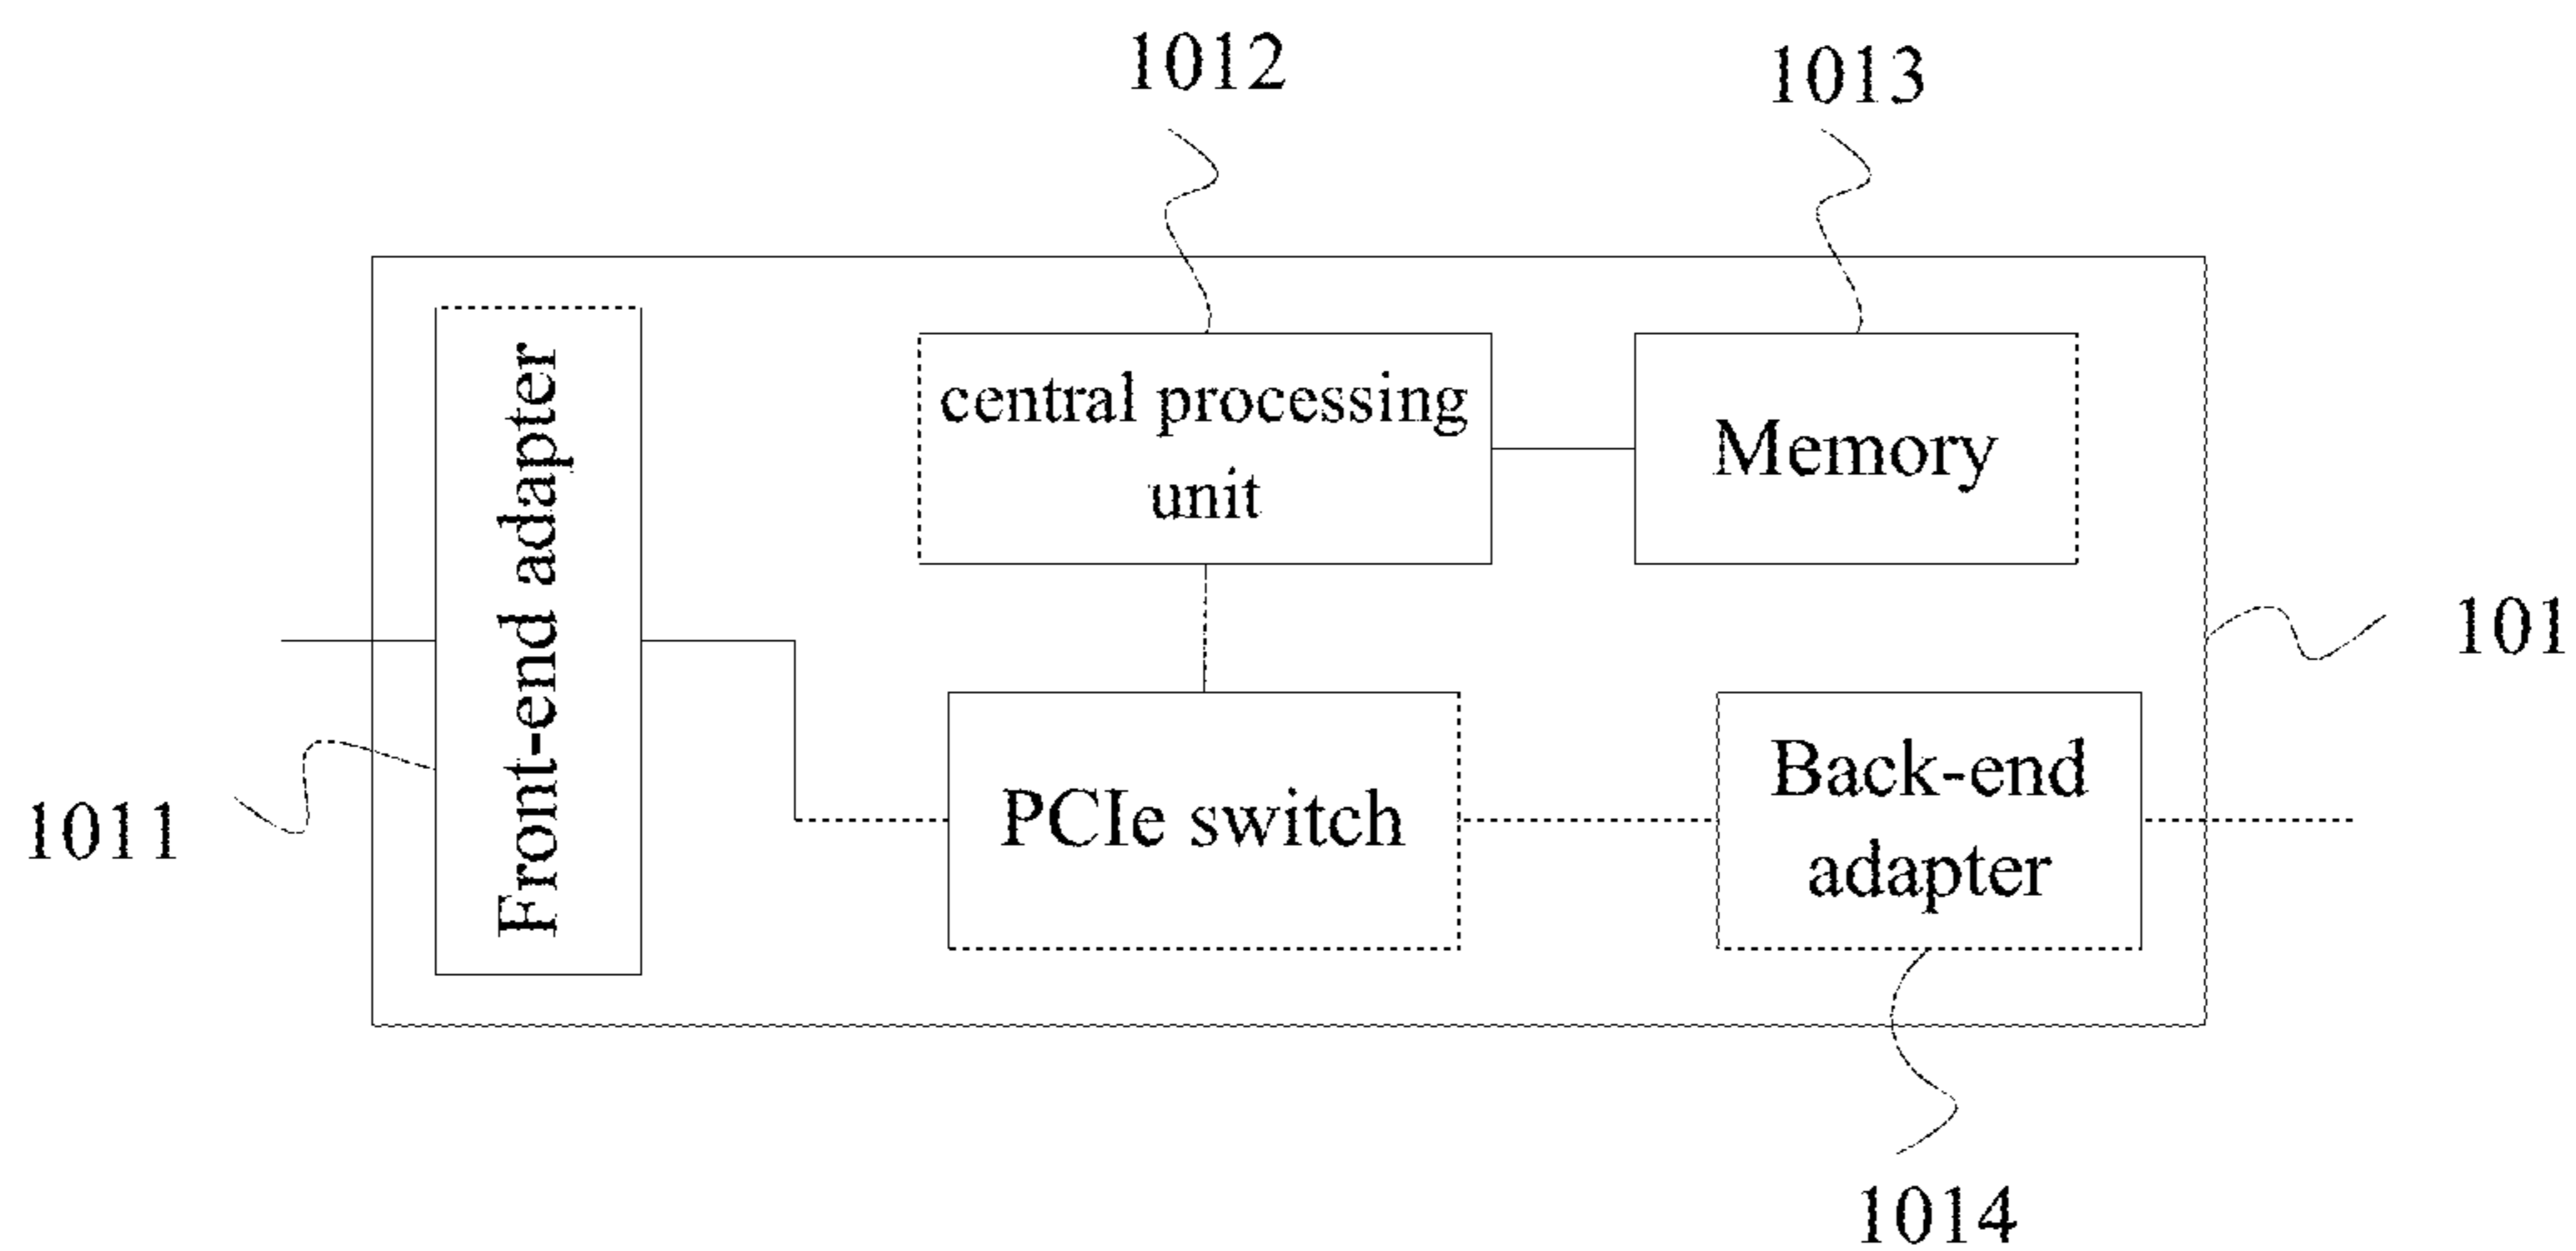 1012
1013
Front-end adapter
central processing
unit
Memory
101
1011
PCIe switch
Back-end
adapter
1014